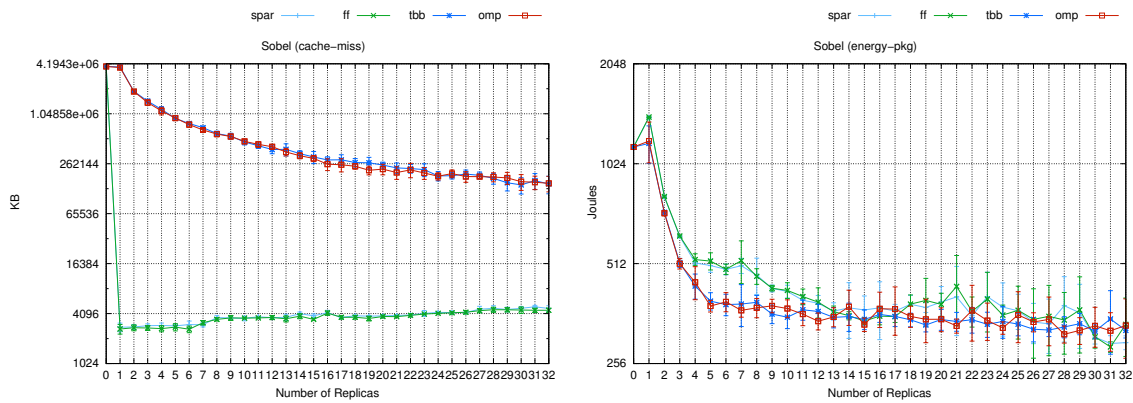 spar ff tbb omp
Sobel (cache-miss)
4.1943e+06
1.04858e+06
262144
65536
16384
4096
1024
KB
0 1 2 3 4 5 6 7 8 9 10 11 12 13 14 15 16 17 18 19 20 21 22 23 24 25 26 27 28 29 30 31 32
Number of Replicas
spar ff tbb omp
Sobel (energy-pkg)
2048
1024
512
256
Joules
0 1 2 3 4 5 6 7 8 9 10 11 12 13 14 15 16 17 18 19 20 21 22 23 24 25 26 27 28 29 30 31 32
Number of Replicas